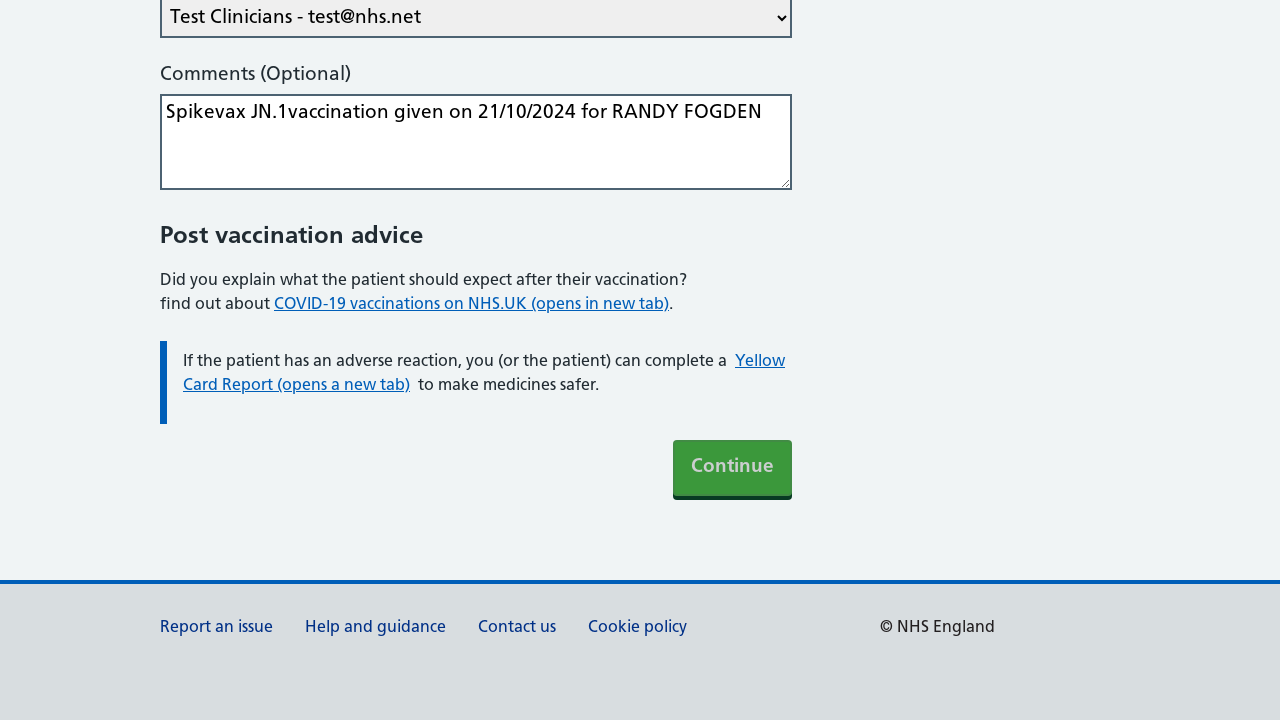 Test Clinicians - test@nhs.net
Comments (Optional)
Spikevax JN.1vaccination given on 21/10/2024 for RANDY FOGDEN
Post vaccination advice
Did you explain what the patient should expect after their vaccination?
find out about COVID-19 vaccinations on NHS.UK (opens in new tab).
If the patient has an adverse reaction, you (or the patient) can complete a Yellow
Card Report (opens a new tab) to make medicines safer.
Continue
Report an issue Help and guidance Contact us Cookie policy © NHS England